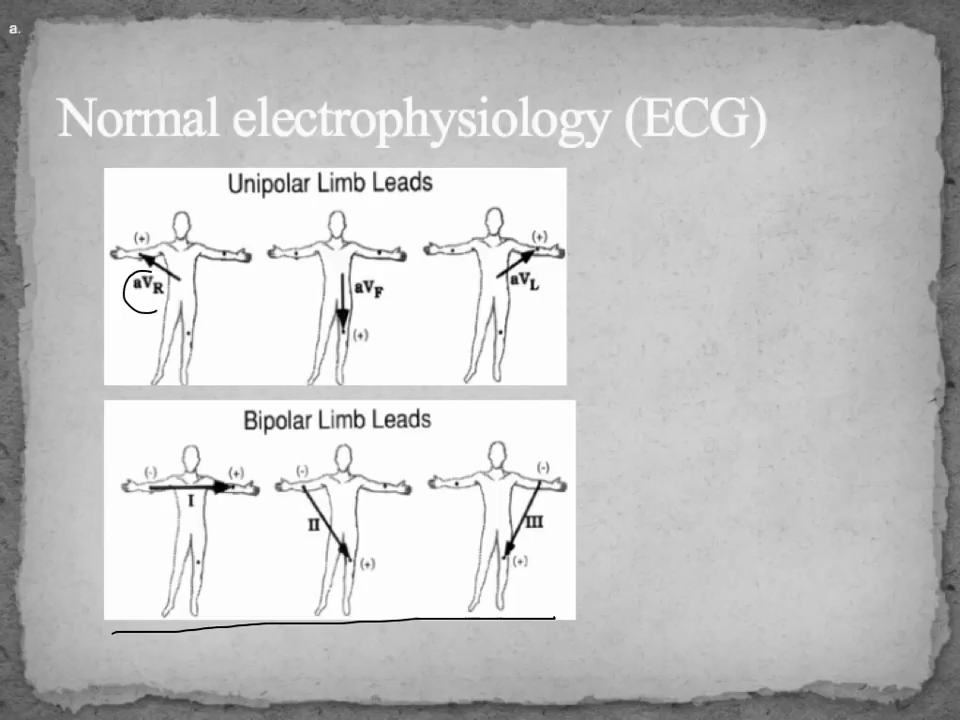 a.
Normal electrophysiology (ECG)
Unipolar Limb Leads
(+) (+)
aVR aVF aVL
(+)
Bipolar Limb Leads
(-) (+) (-) (-)
I II III
(+) (+)